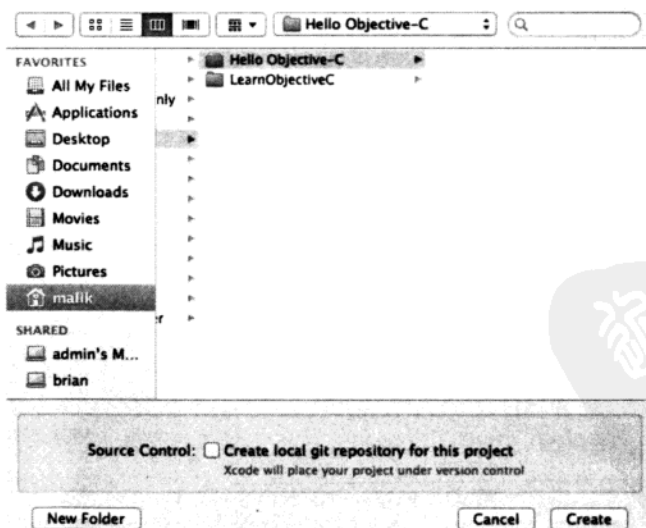 Hello Objective-C
FAVORITES
All My Files
Applications
Desktop
Documents
Downloads
Movies
Music
Pictures
malik
SHARED
admin's M...
brian
Hello Objective-C
LearnObjectiveC
nly
r
Source Control: Create local git repository for this project
Xcode will place your project under version control
New Folder Cancel Create